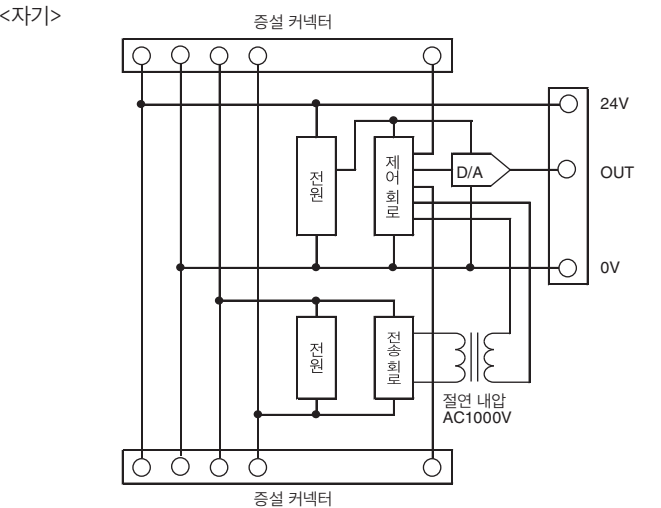 <자기>
증설 커넥터
24V
전원
제어 회로
D/A
OUT
0V
전원
전송 회로
절연 내압
AC1000V
증설 커넥터